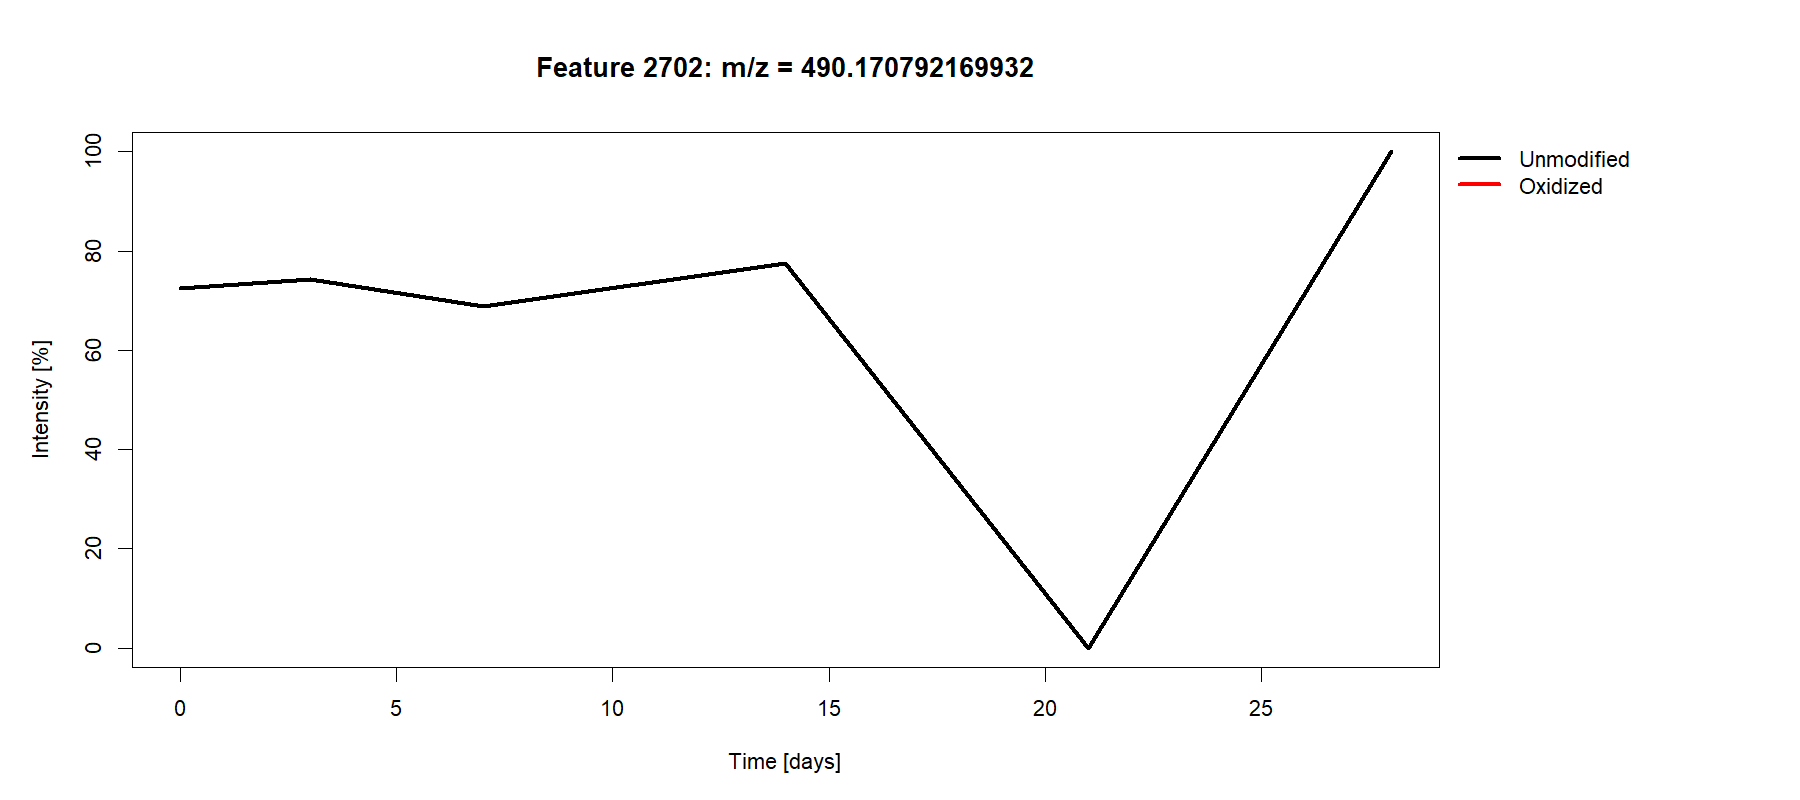 Feature 2702: m/z = 490.170792169932
100
80
60
40
20
0
Intensity [%]
0 5 10 15 20 25
Time [days]
Unmodified
Oxidized